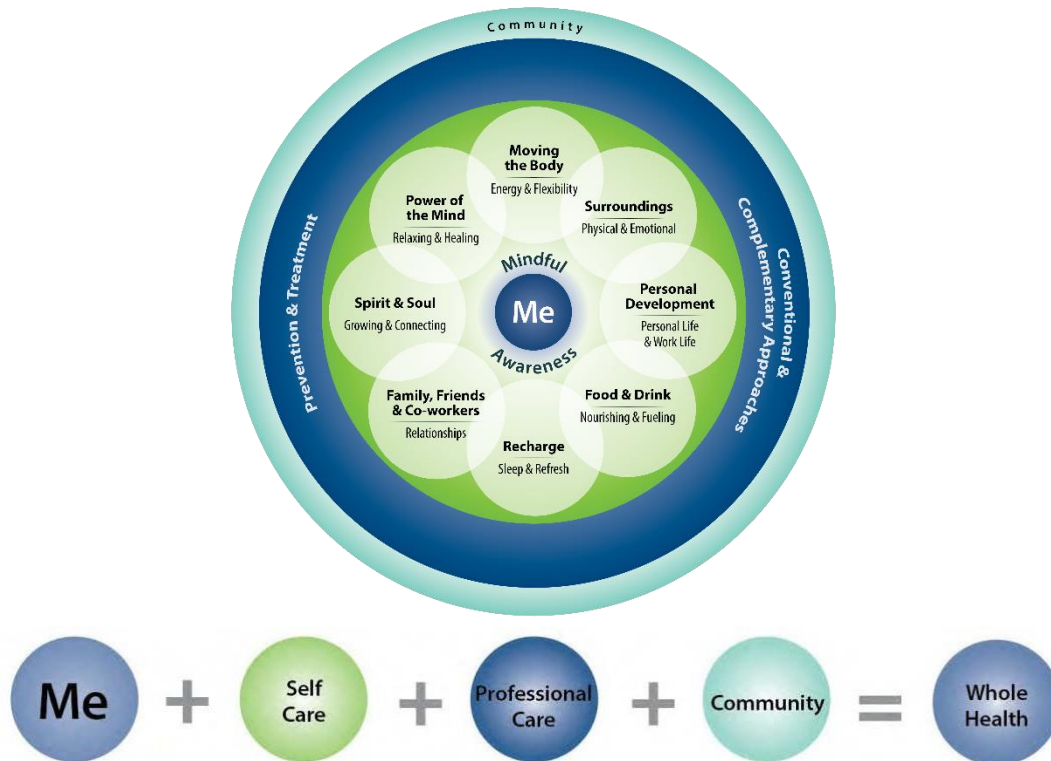 Community
Moving
the Body
Energy & Flexibility
Power of
the Mind
Relaxing & Healing
Surroundings
Physical & Emotional
Mindful
Me
Awareness
Spirit & Soul
Growing & Connecting
Personal
Development
Personal Life
& Work Life
Family, Friends
& Co-workers
Relationships
Food & Drink
Nourishing & Fueling
Recharge
Sleep & Refresh
Prevention & Treatment
Conventional &
Complementary Approaches
Me
+
Self
Care
+
Professional
Care
+
Community
=
Whole
Health